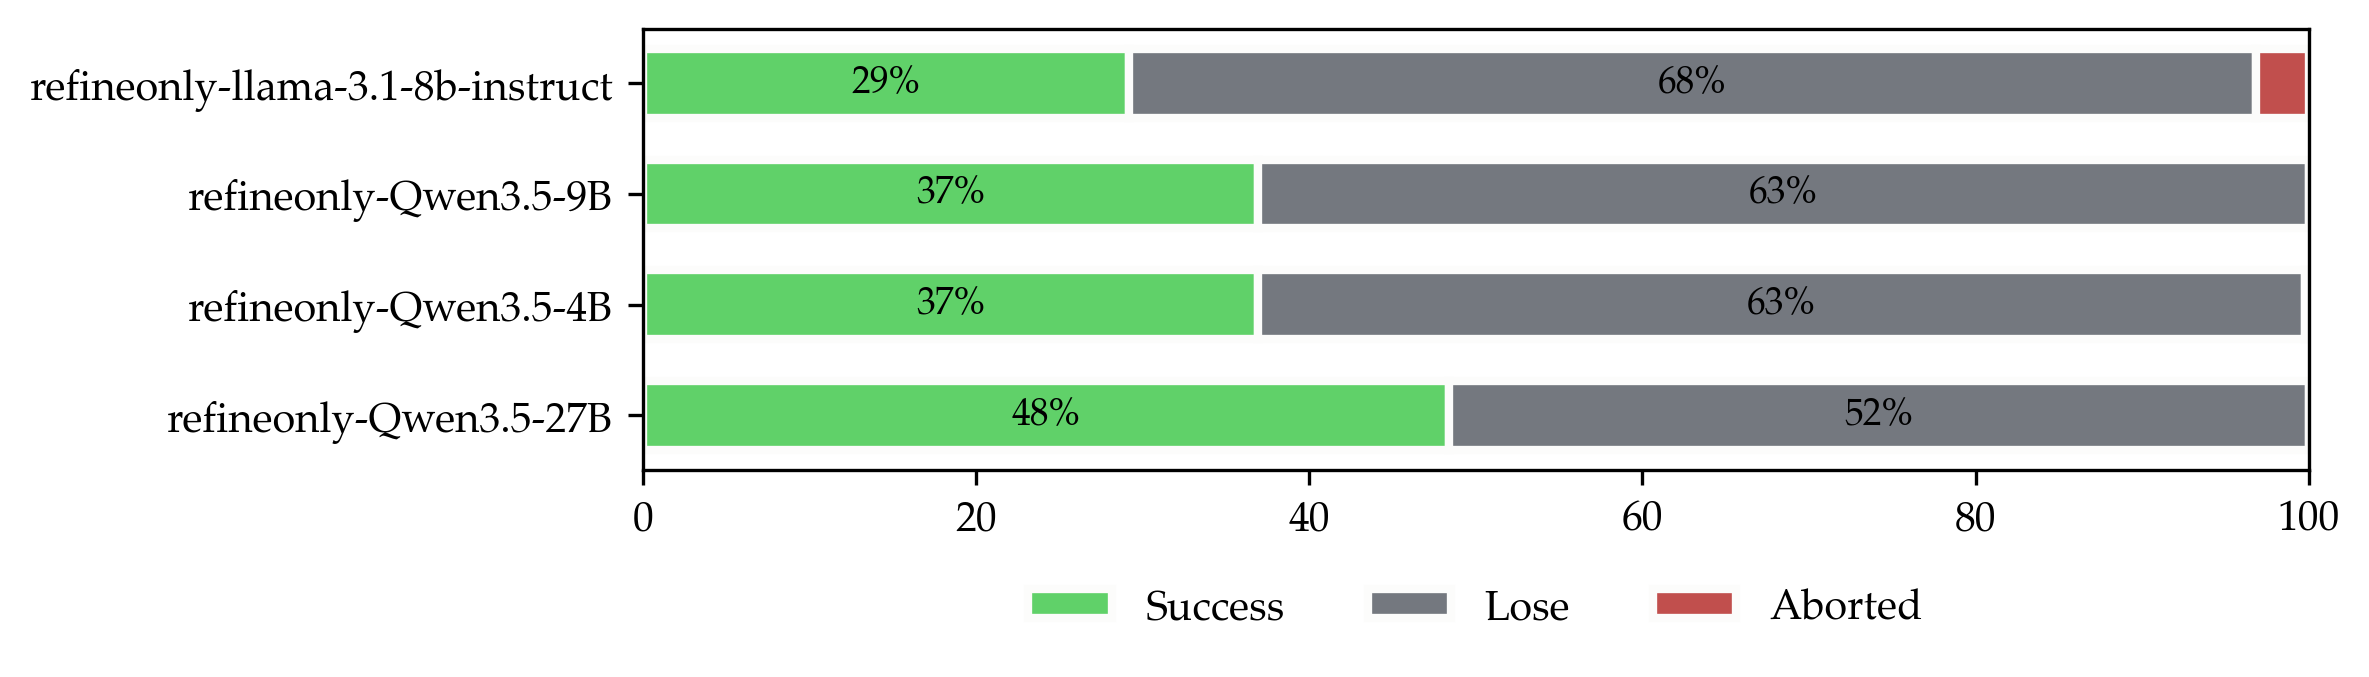 refineonly-llama-3.1-8b-instruct 29% 68%
refineonly-Qwen3.5-9B 37% 63%
refineonly-Qwen3.5-4B 37% 63%
refineonly-Qwen3.5-27B 48% 52%
0 20 40 60 80 100
Success Lose Aborted